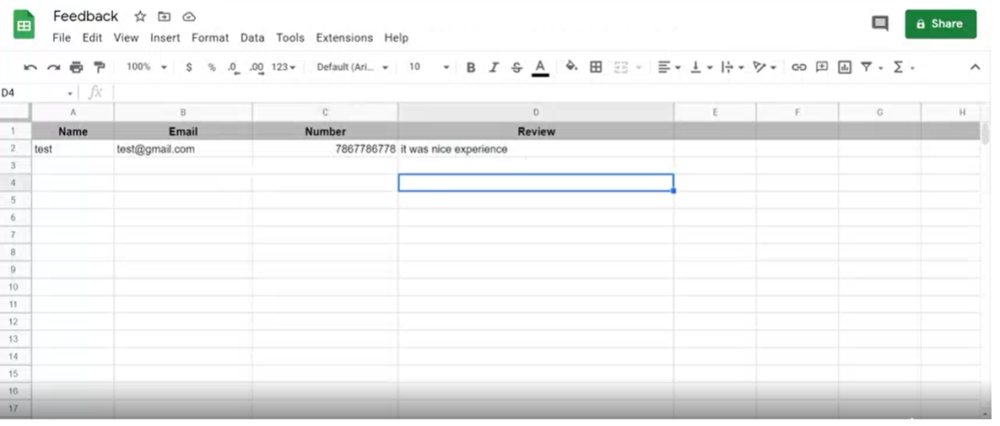 Feedback
File Edit View Insert Format Data Tools Extensions Help
Share
100% $ % .0 .00 123 Default (Ari... 10 B I S A
D4 fx
A B C D E F G H
1 Name Email Number Review
2 test test@gmail.com 7867786778 it was nice experience
3
4
5
6
7
8
9
10
11
12
13
14
15
16
17